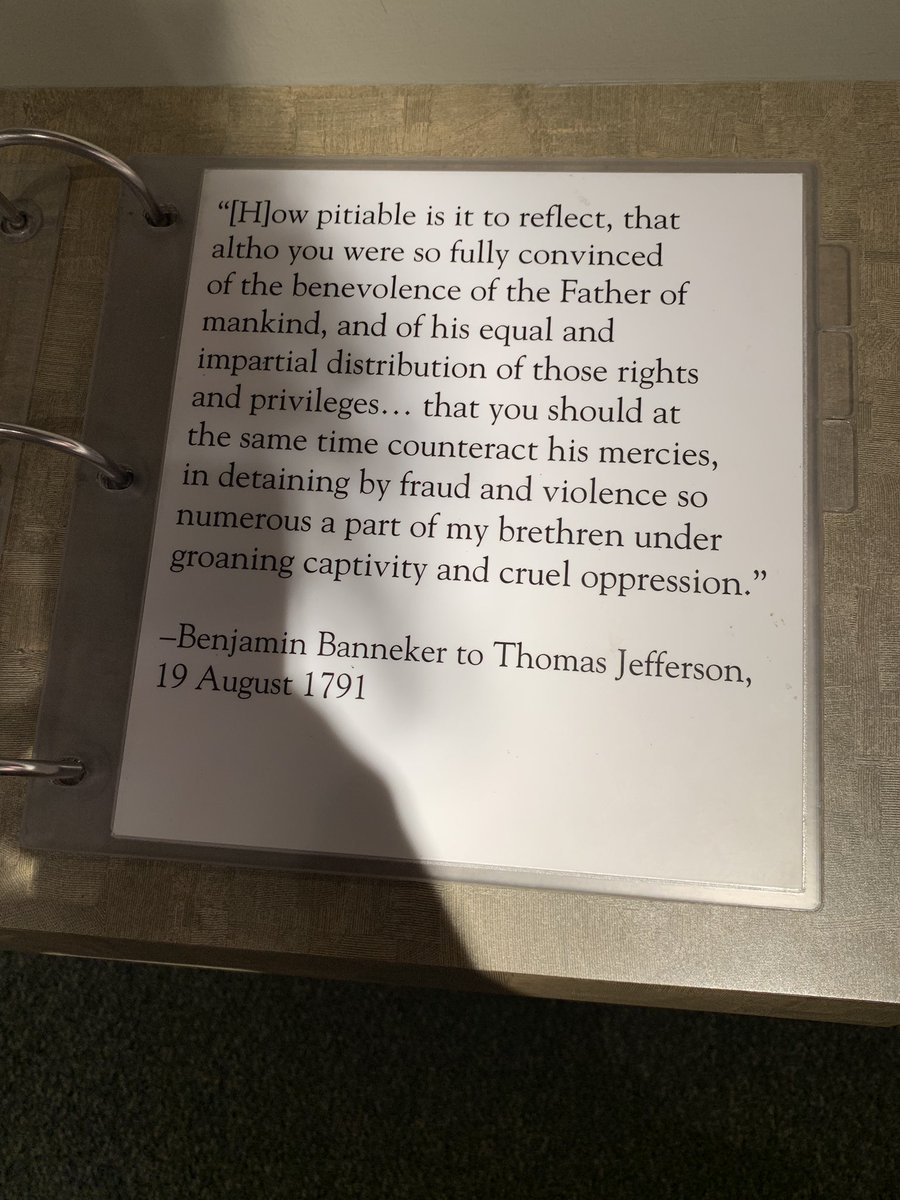 “[H]ow pitiable is it to reflect, that
altho you were so fully convinced
of the benevolence of the Father of
mankind, and of his equal and
impartial distribution of those rights
and privileges… that you should at
the same time counteract his mercies,
in detaining by fraud and violence so
numerous a part of my brethren under
groaning captivity and cruel oppression.”
–Benjamin Banneker to Thomas Jefferson,
19 August 1791